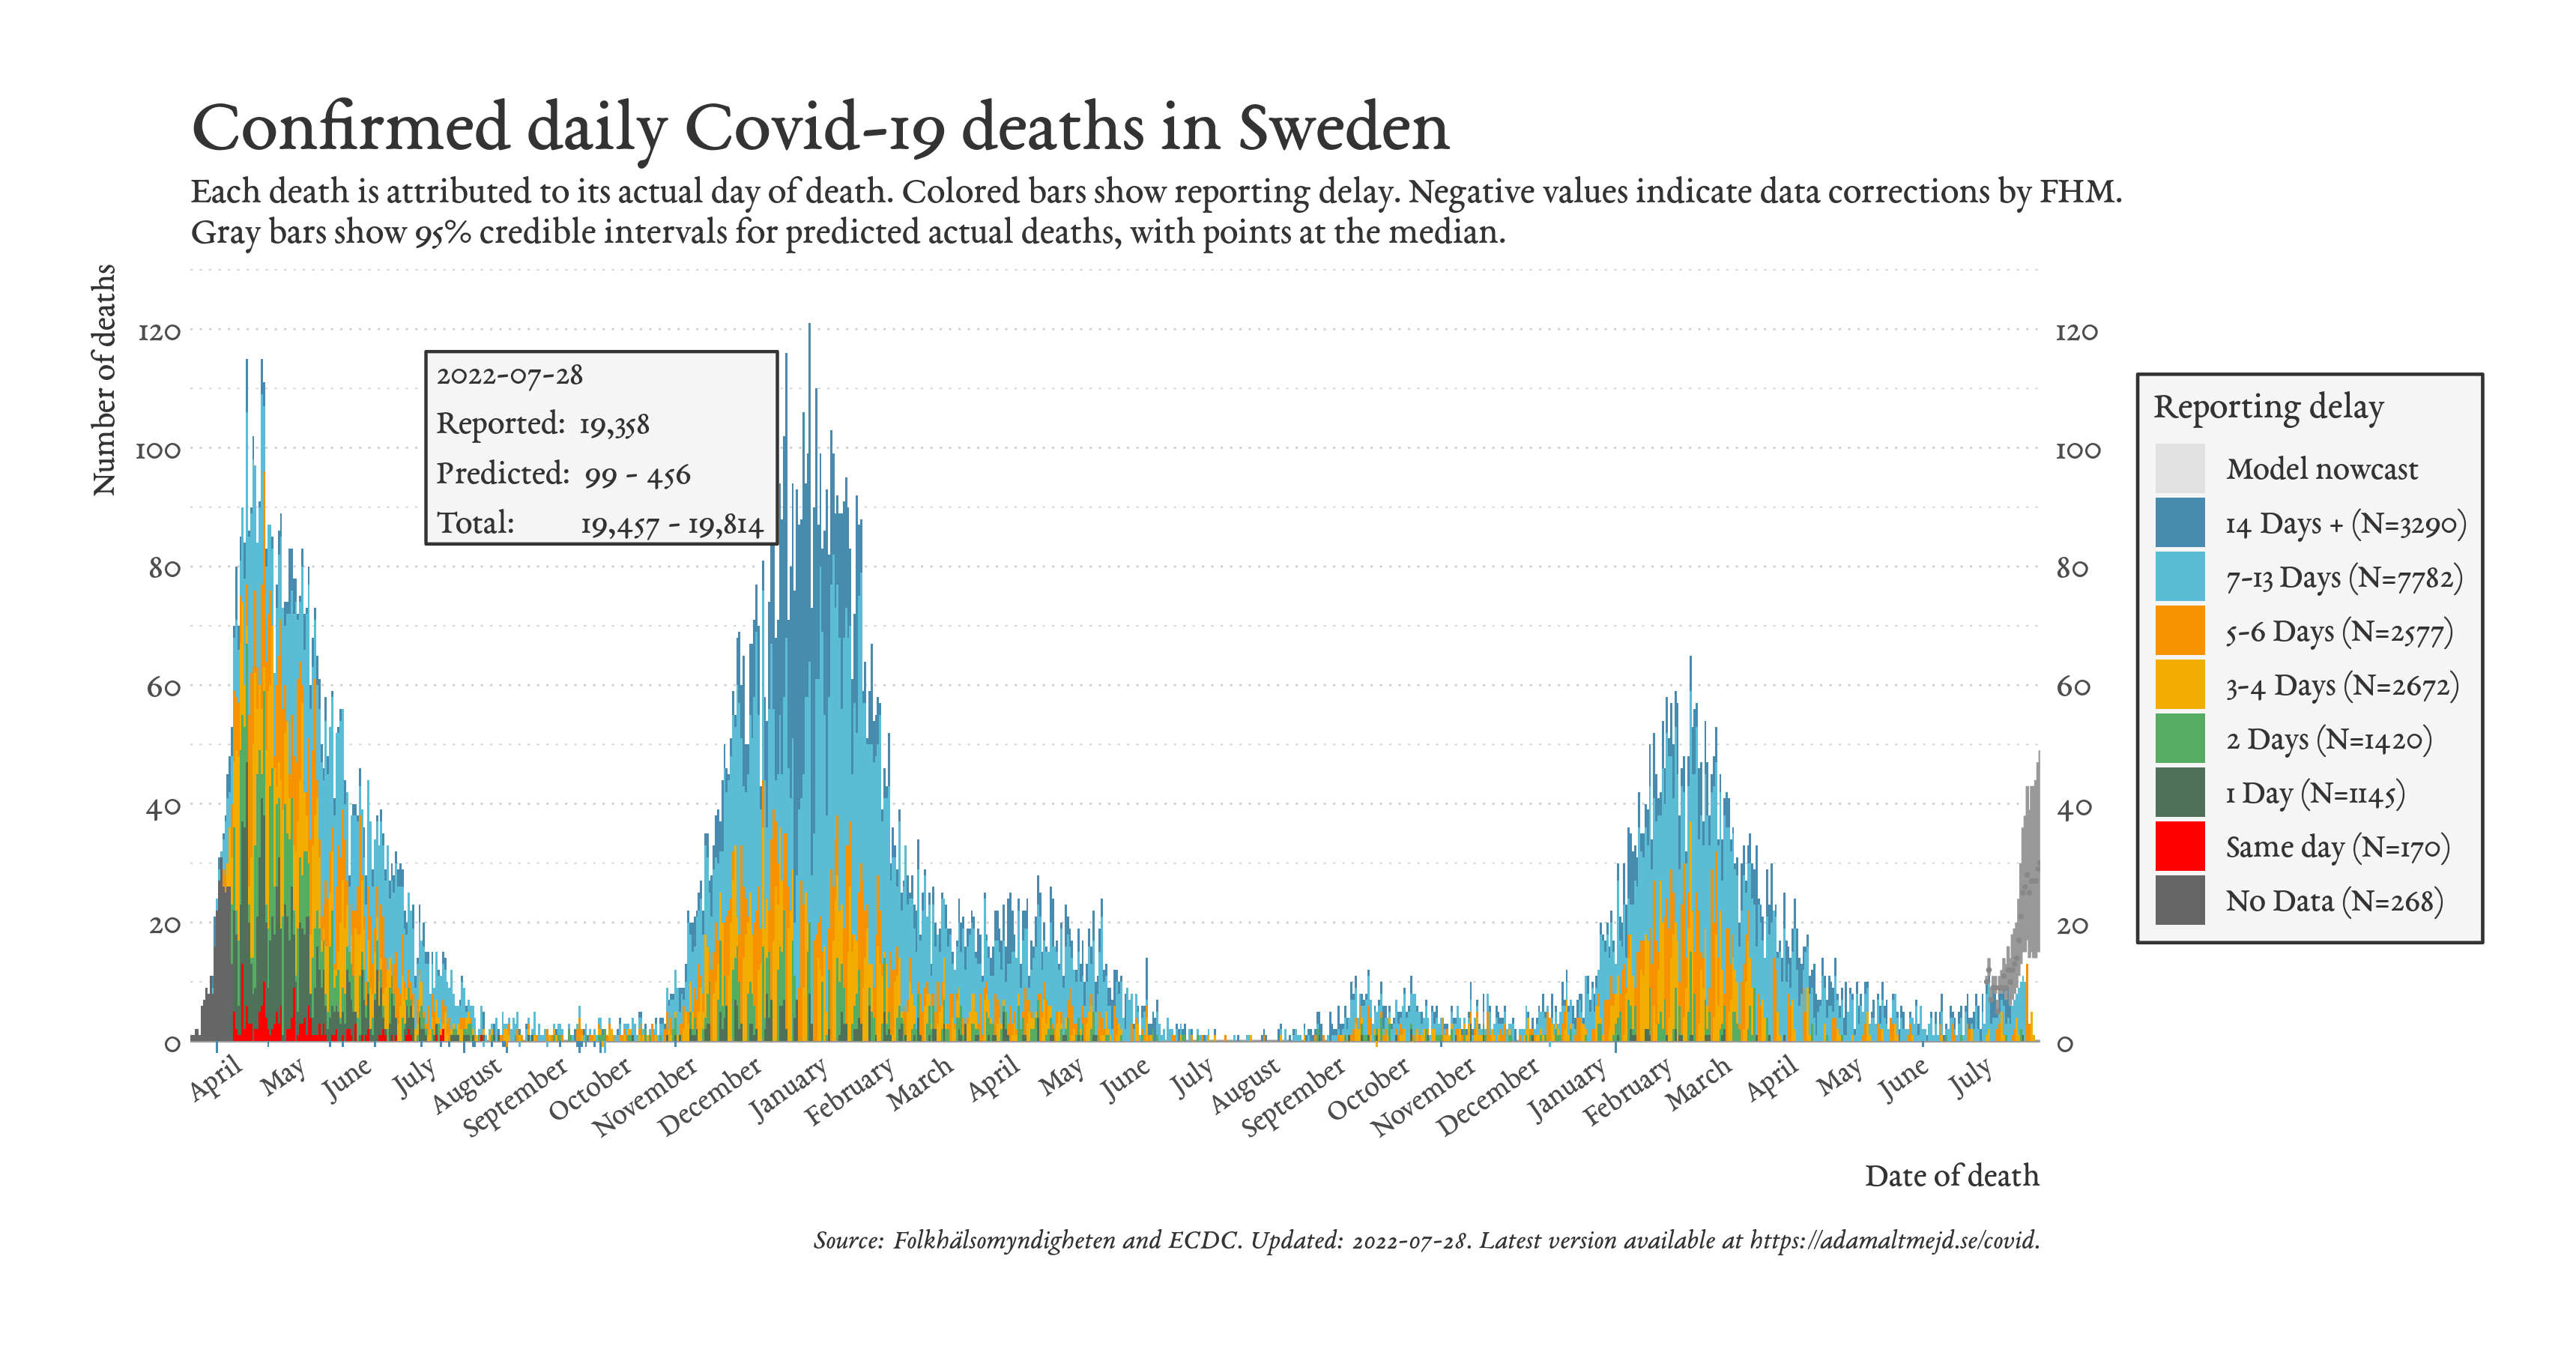 Confirmed daily Covid-19 deaths in Sweden
Each death is attributed to its actual day of death. Colored bars show reporting delay. Negative values indicate data corrections by FHM.
Gray bars show 95% credible intervals for predicted actual deaths, with points at the median.
Number of deaths
120
100
80
60
40
20
0
2022-07-28
Reported: 19,358
Predicted: 99 - 456
Total: 19,457 - 19,814
120
100
80
60
40
20
0
Reporting delay
Model nowcast
14 Days + (N=3290)
7-13 Days (N=7782)
5-6 Days (N=2577)
3-4 Days (N=2672)
2 Days (N=1420)
1 Day (N=1145)
Same day (N=170)
No Data (N=268)
April
May
June
July
August
September
October
November
December
January
February
March
April
May
June
July
August
September
October
November
December
January
February
March
April
May
June
July
Date of death
Source: Folkhälsomyndigheten and ECDC. Updated: 2022-07-28. Latest version available at https://adamaltmejd.se/covid.